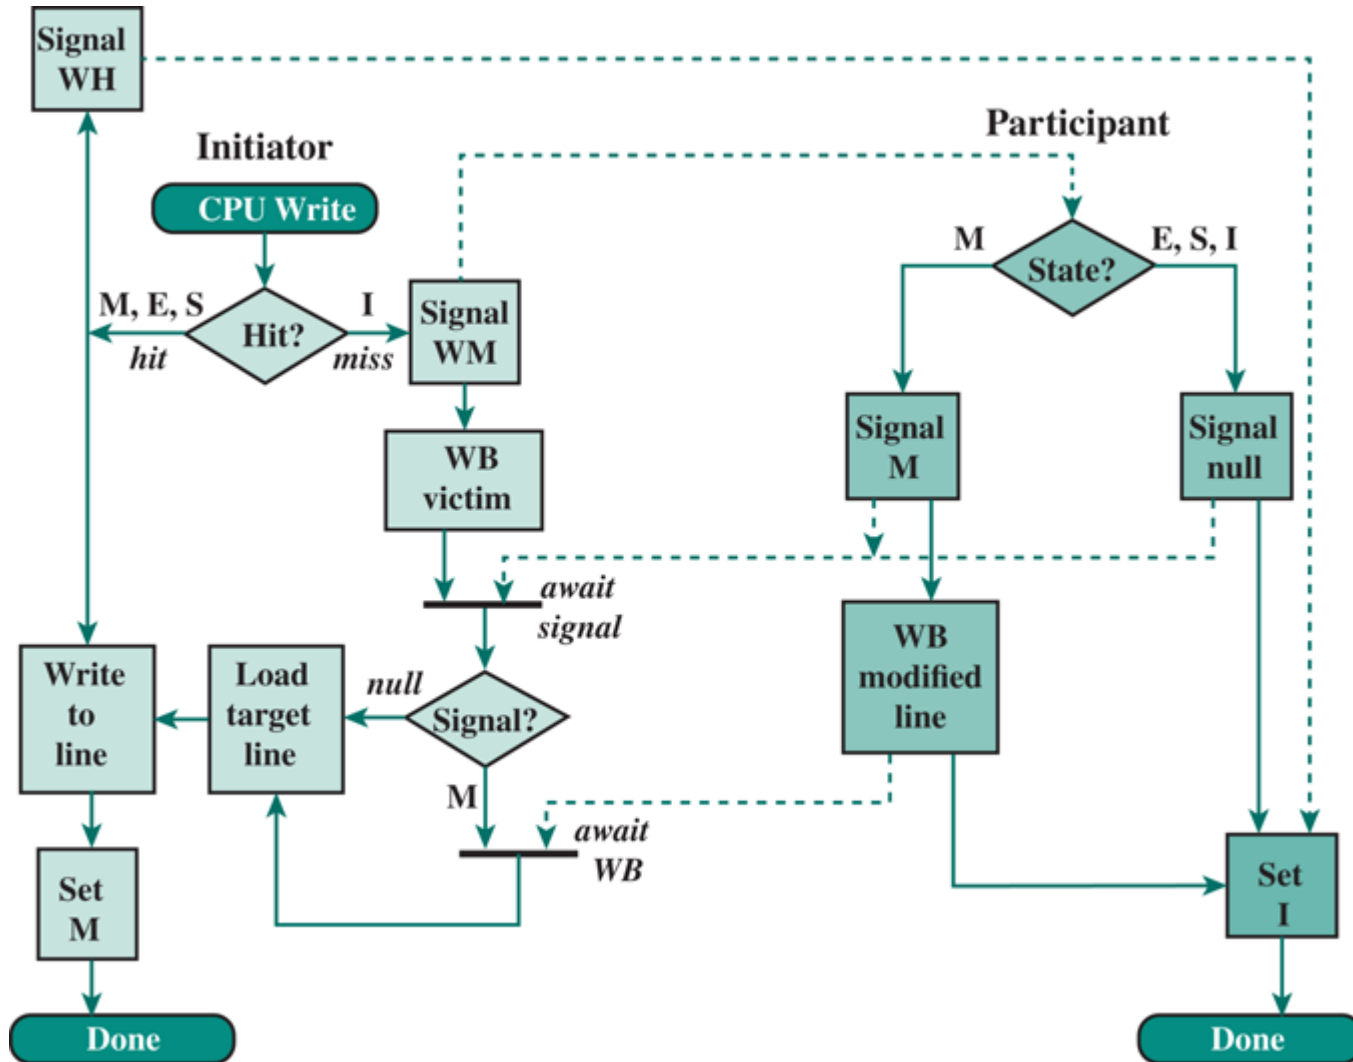 Signal
WH
Initiator
Participant
CPU Write
M, E, S
hit
Hit?
I
miss
Signal
WM
M
State?
E, S, I
WB
victim
Signal
M
Signal
null
await
signal
Write
to
line
Load
target
line
null
Signal?
M
WB
modified
line
await
WB
Set
M
Set
I
Done
Done